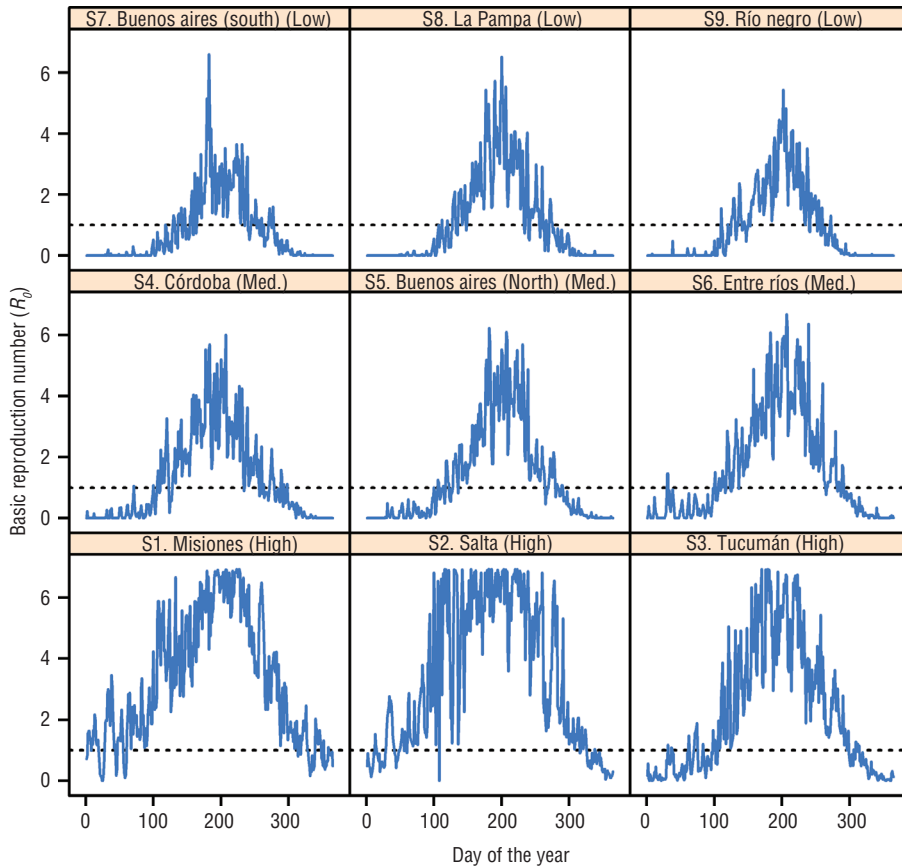 S7. Buenos aires (south) (Low)
S8. La Pampa (Low)
S9. Río negro (Low)
6
4
2
0
S4. Córdoba (Med.)
S5. Buenos aires (North) (Med.)
S6. Entre ríos (Med.)
6
4
2
0
Basic reproduction number (R0)
S1. Misiones (High)
S2. Salta (High)
S3. Tucumán (High)
6
4
2
0
0 100 200 300 0 100 200 300 0 100 200 300
Day of the year